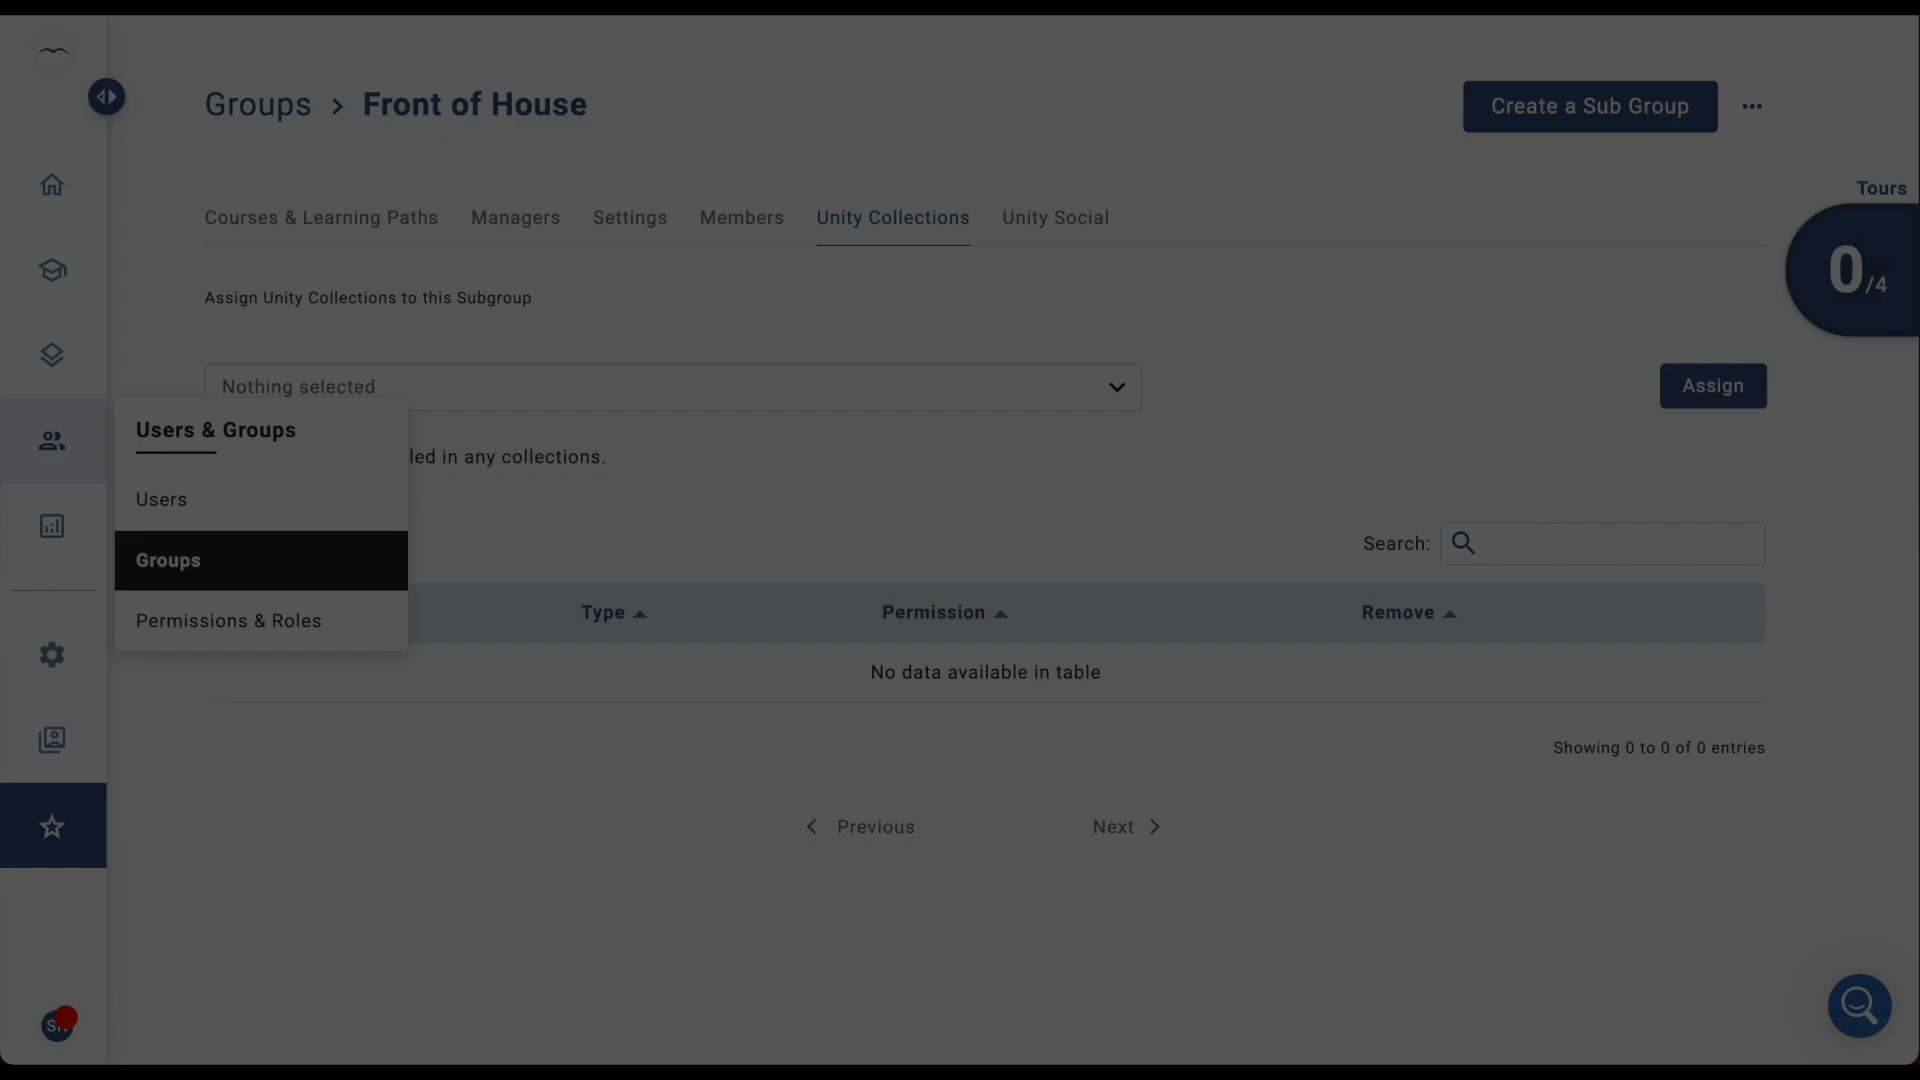 Groups > Front of House
Create a Sub Group
Tours
0/4
Courses & Learning Paths Managers Settings Members Unity Collections Unity Social
Assign Unity Collections to this Subgroup
Nothing selected
Assign
Users & Groups
led in any collections.
Users
Search:
Groups
Type Permission Remove
Permissions & Roles
No data available in table
Showing 0 to 0 of 0 entries
Previous Next